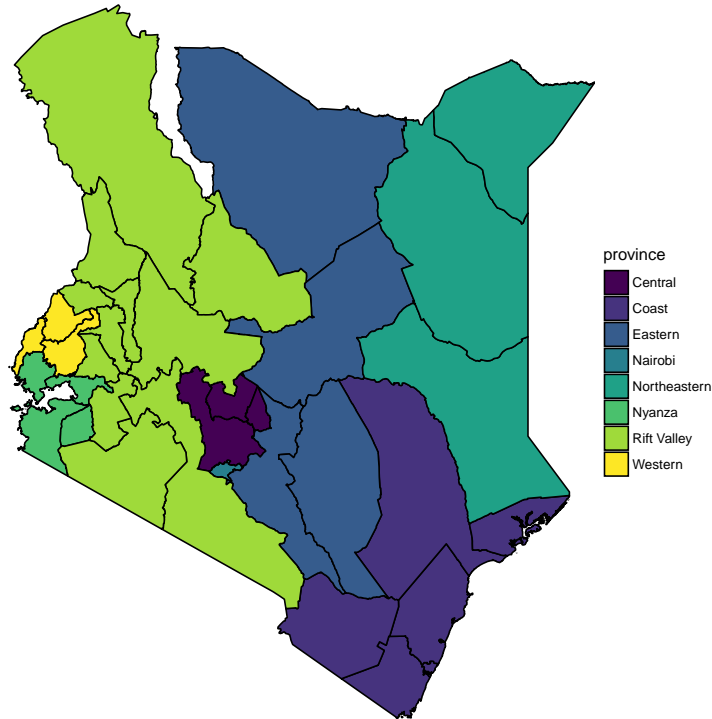 province
Central
Coast
Eastern
Nairobi
Northeastern
Nyanza
Rift Valley
Western